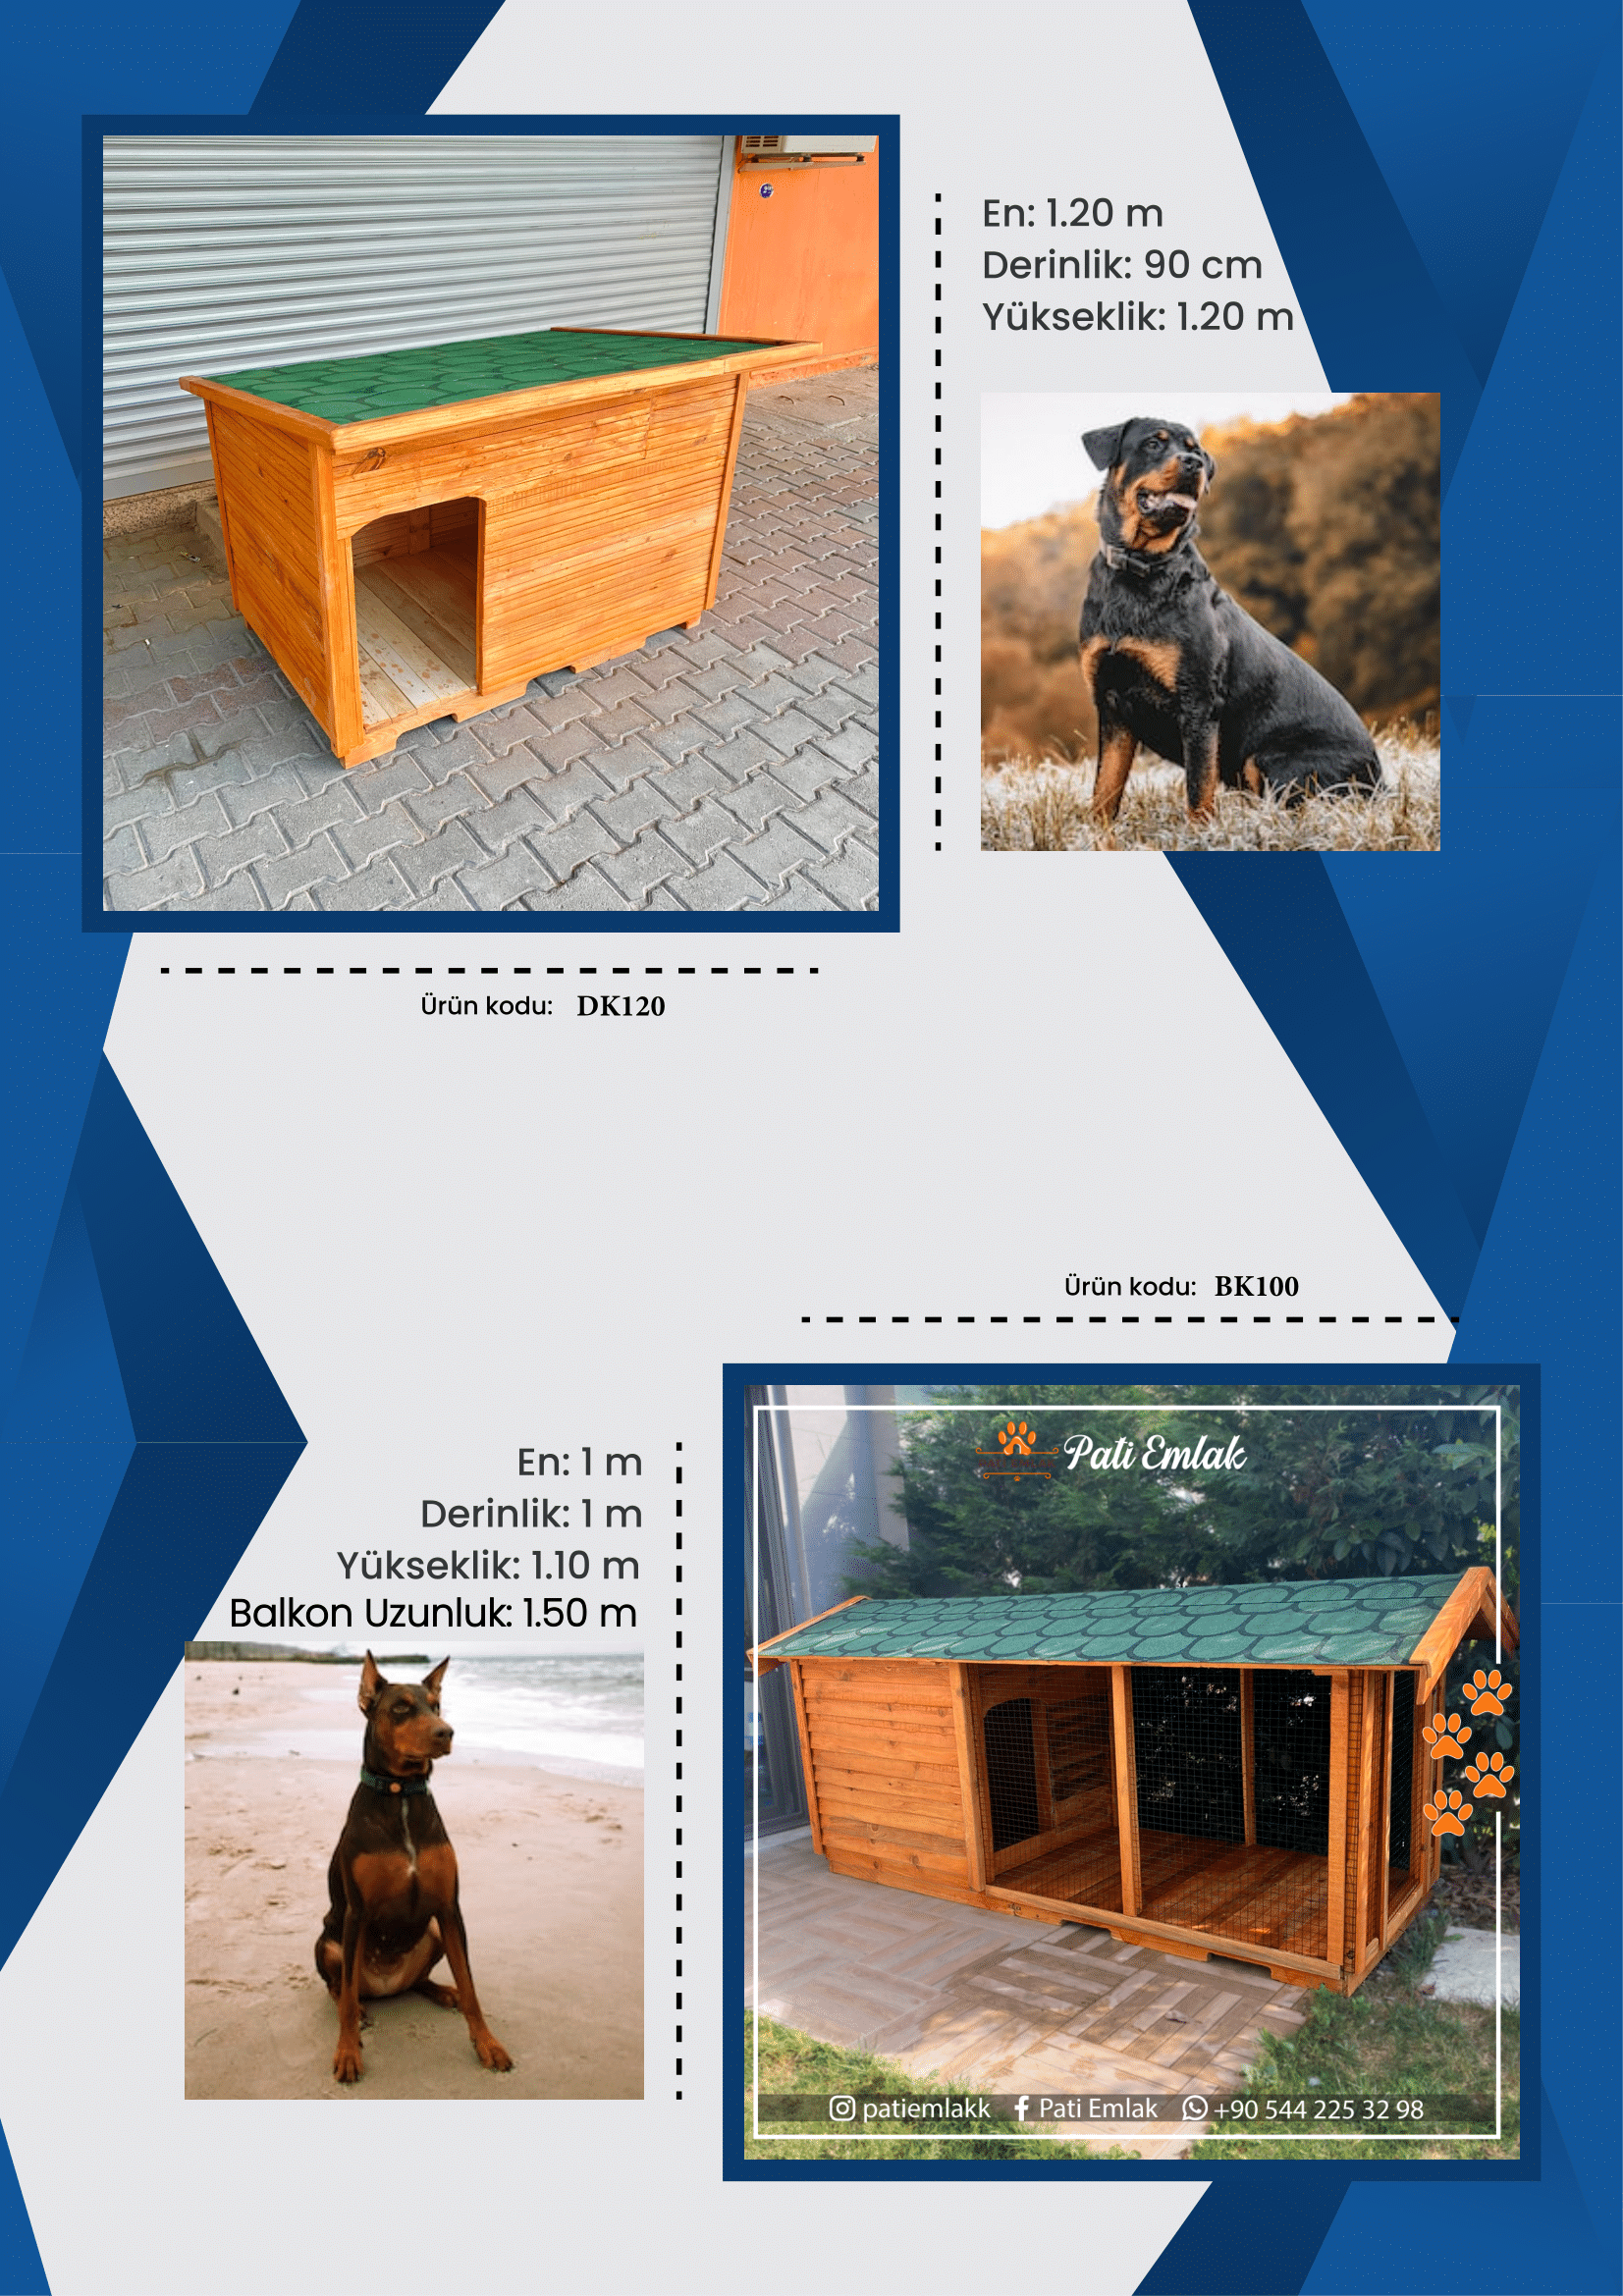 En: 1.20 m
Derinlik: 90 cm
Yükseklik: 1.20 m
Ürün kodu: DK120
Ürün kodu: BK100
En: 1 m
Derinlik: 1 m
Yükseklik: 1.10 m
Balkon Uzunluk: 1.50 m
Pati Emlak
patiemlakk Pati Emlak +90 544 225 32 98